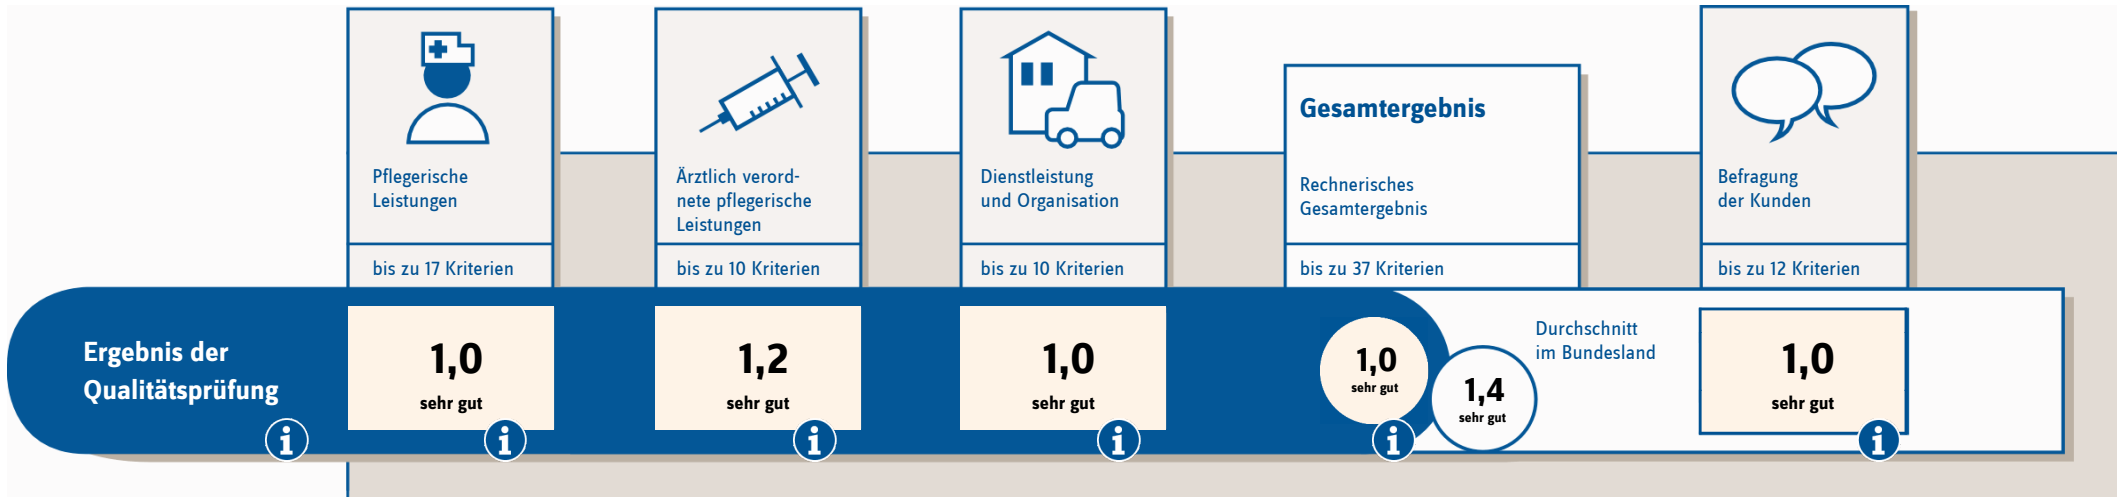 Pflegerische
Leistungen
bis zu 17 Kriterien
Ärztlich verord-
nete pflegerische
Leistungen
bis zu 10 Kriterien
Dienstleistung
und Organisation
bis zu 10 Kriterien
Gesamtergebnis
Rechnerisches
Gesamtergebnis
bis zu 37 Kriterien
Befragung
der Kunden
bis zu 12 Kriterien
Ergebnis der
Qualitätsprüfung
i
1,0
sehr gut
i
1,2
sehr gut
i
1,0
sehr gut
i
1,0
sehr gut
i
1,4
sehr gut
Durchschnitt
im Bundesland
1,0
sehr gut
i